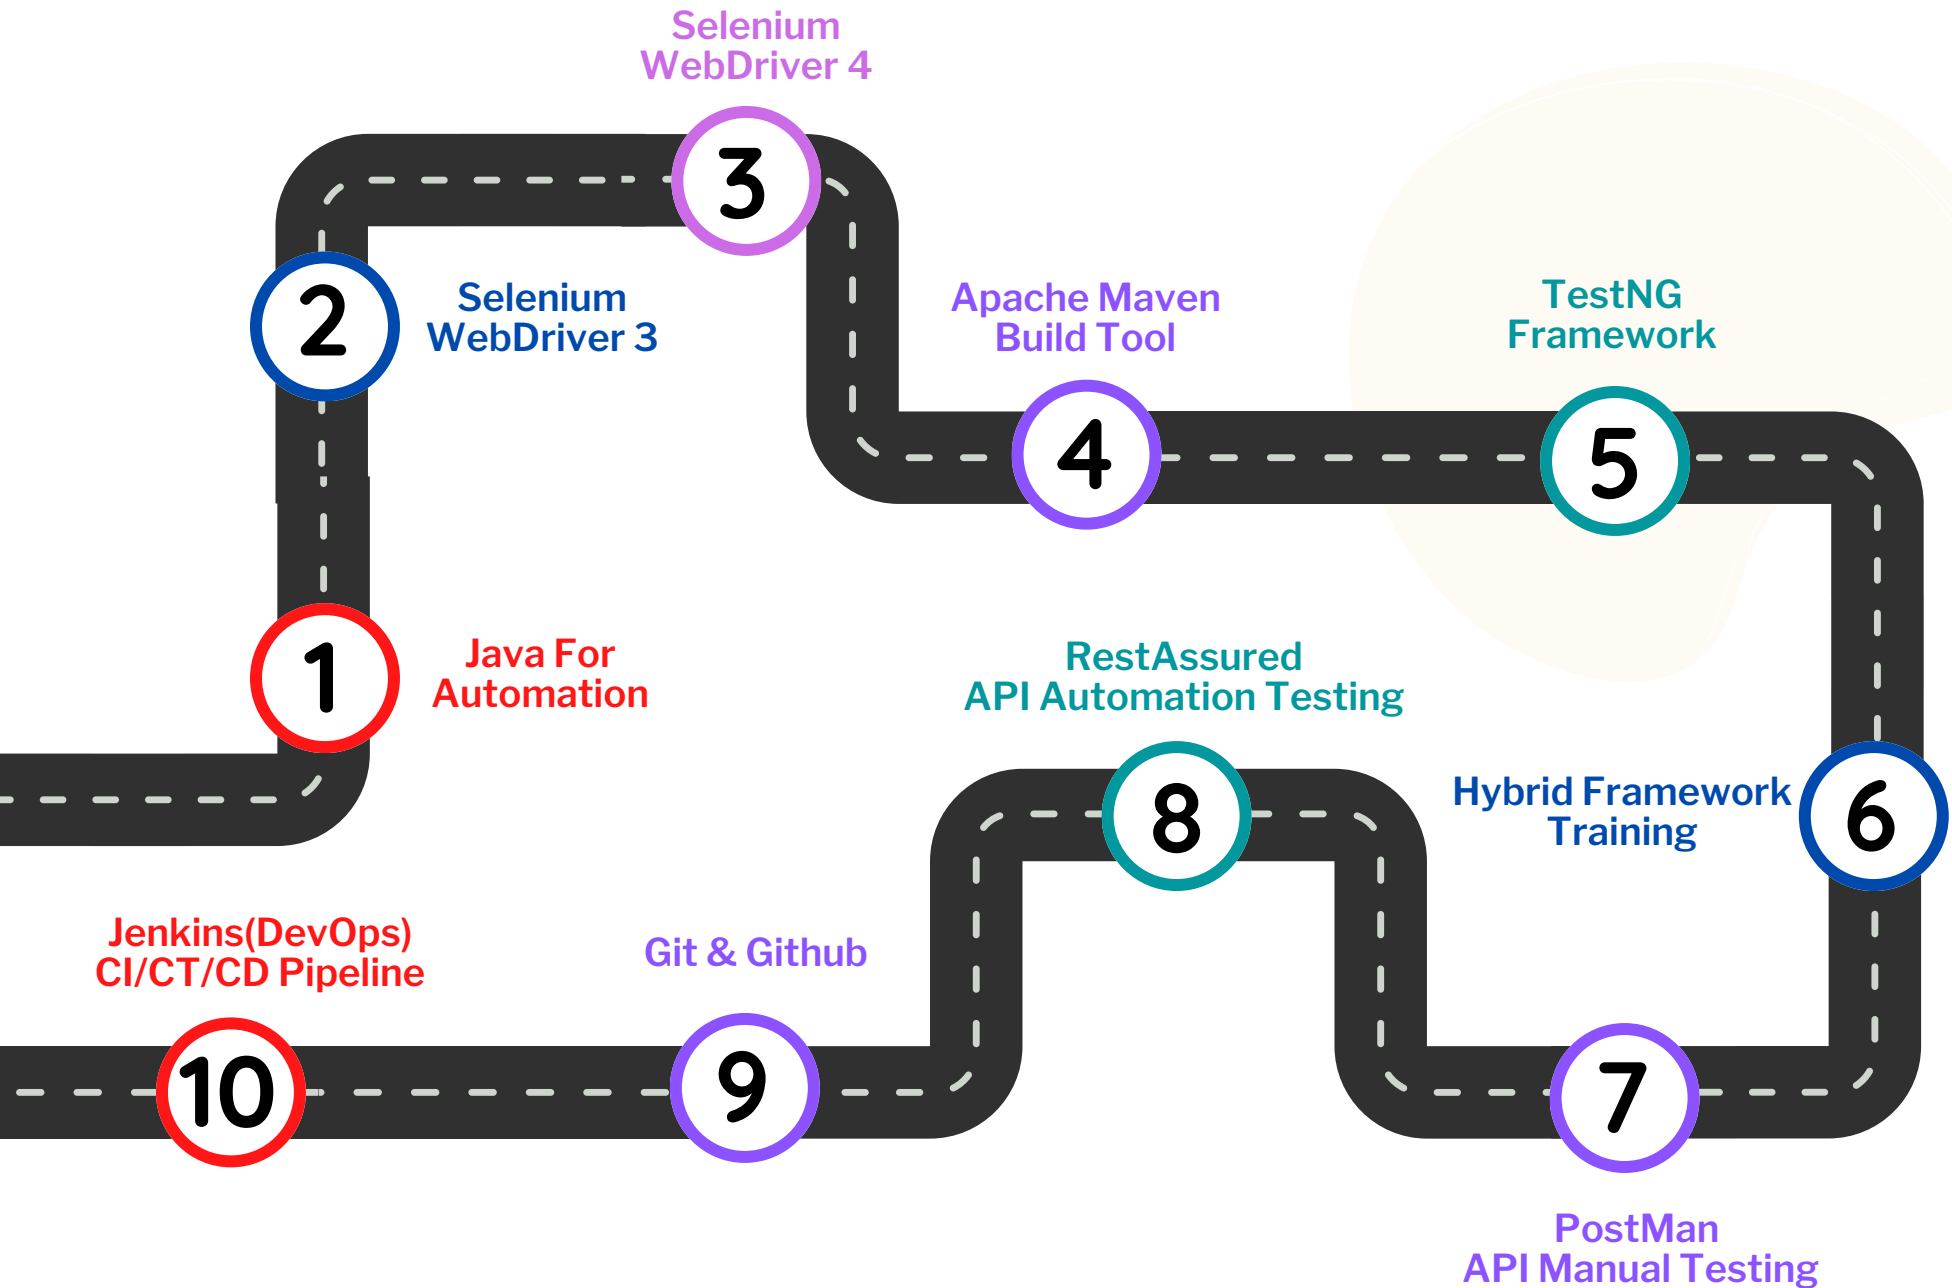 Selenium
WebDriver 4
3
2
Selenium
WebDriver 3
Apache Maven
Build Tool
4
TestNG
Framework
5
1
Java For
Automation
RestAssured
API Automation Testing
8
Hybrid Framework
Training
6
Jenkins(DevOps)
CI/CT/CD Pipeline
10
Git & Github
9
7
PostMan
API Manual Testing